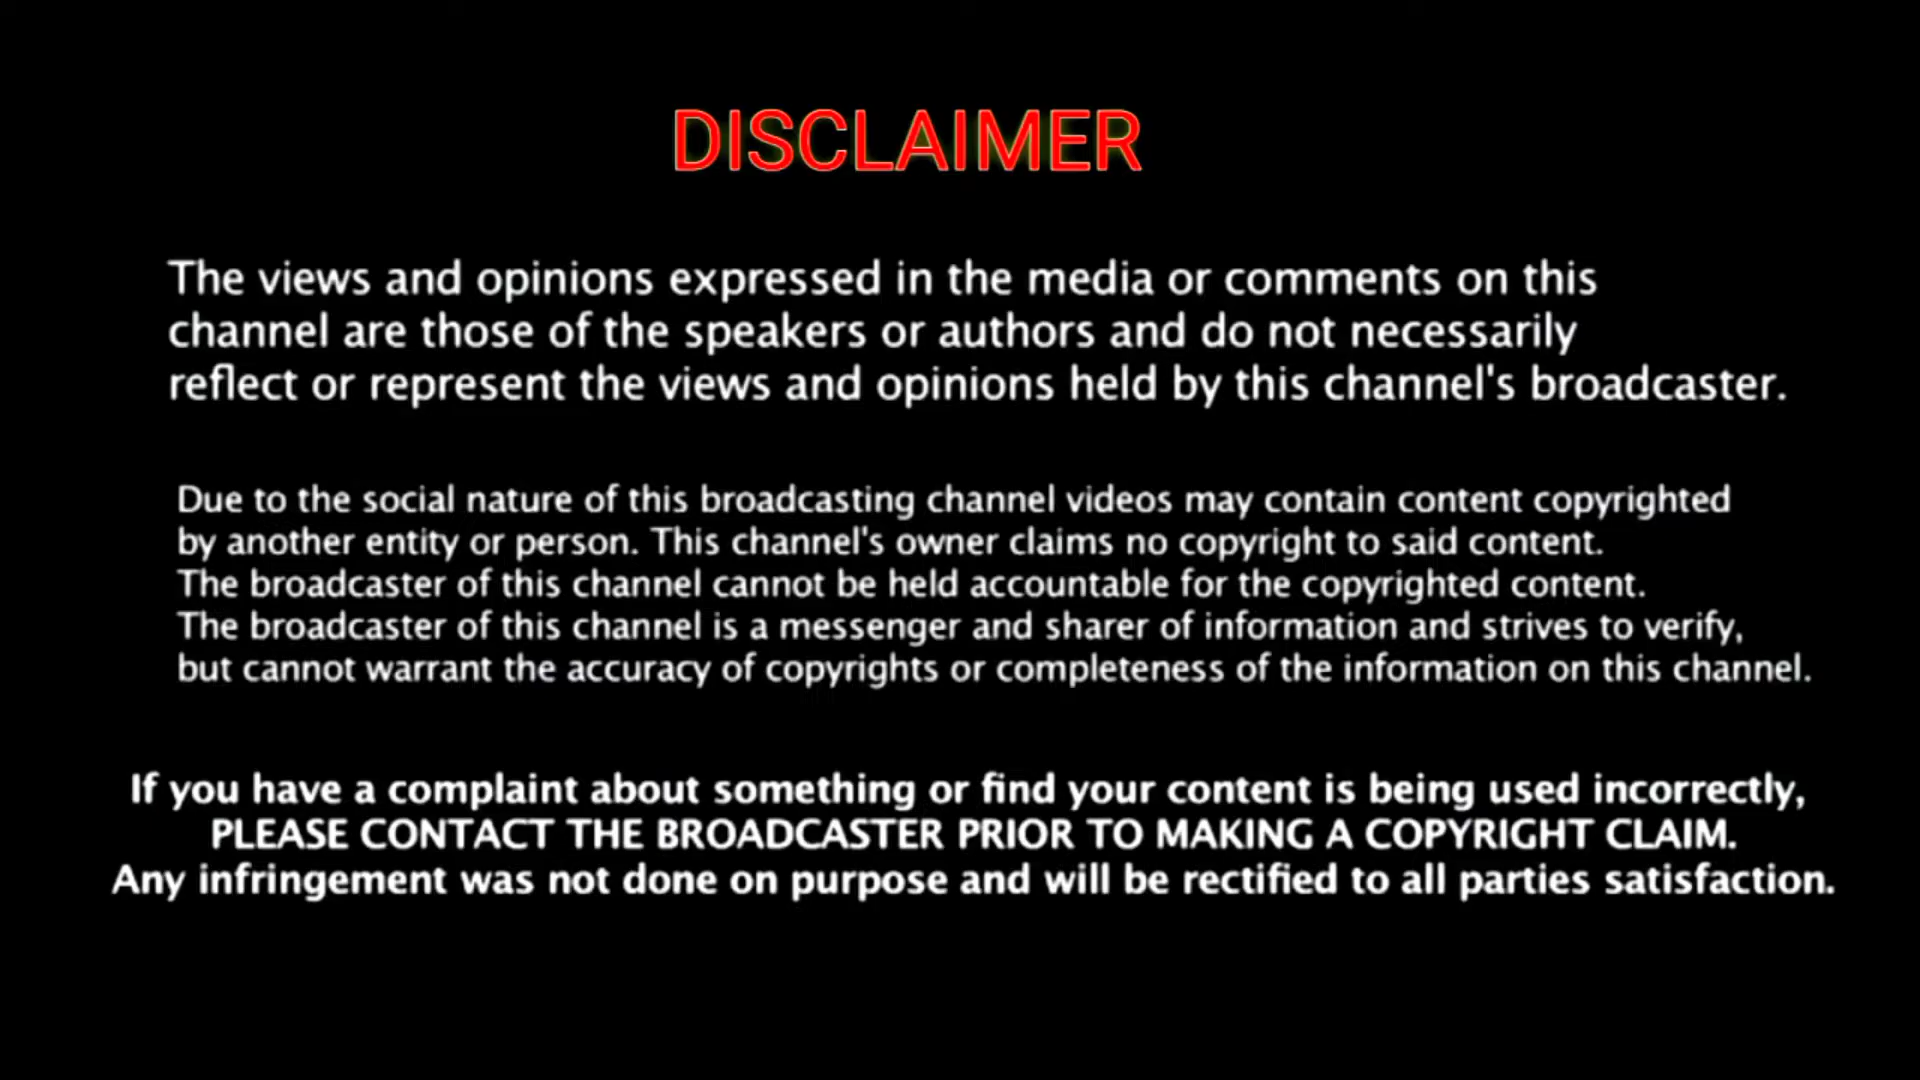 DISCLAIMER
The views and opinions expressed in the media or comments on this
channel are those of the speakers or authors and do not necessarily
reflect or represent the views and opinions held by this channel's broadcaster.
Due to the social nature of this broadcasting channel videos may contain content copyrighted
by another entity or person. This channel's owner claims no copyright to said content.
The broadcaster of this channel cannot be held accountable for the copyrighted content.
The broadcaster of this channel is a messenger and sharer of information and strives to verify,
but cannot warrant the accuracy of copyrights or completeness of the information on this channel.
If you have a complaint about something or find your content is being used incorrectly,
PLEASE CONTACT THE BROADCASTER PRIOR TO MAKING A COPYRIGHT CLAIM.
Any infringement was not done on purpose and will be rectified to all parties satisfaction.